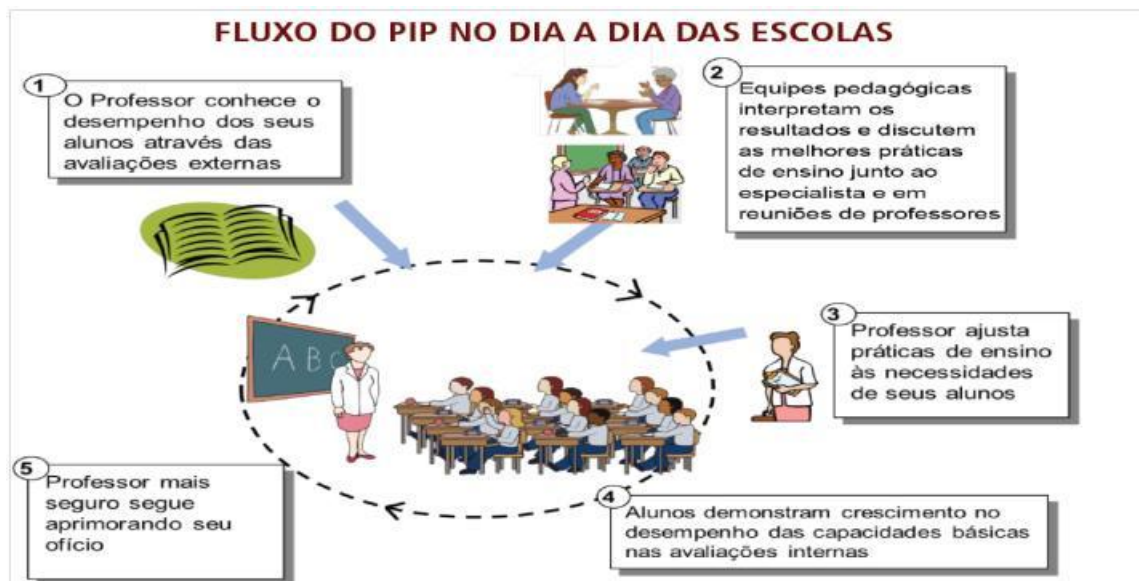 FLUXO DO PIP NO DIA A DIA DAS ESCOLAS
1
O Professor conhece o
desempenho dos seus
alunos através das
avaliações externas
2
Equipes pedagógicas
interpretam os
resultados e discutem
as melhores práticas
de ensino junto ao
especialista e em
reuniões de professores
3
Professor ajusta
práticas de ensino
às necessidades
de seus alunos
ABC
4
Alunos demonstram crescimento no
desempenho das capacidades básicas
nas avaliações internas
5
Professor mais
seguro segue
aprimorando seu
ofício